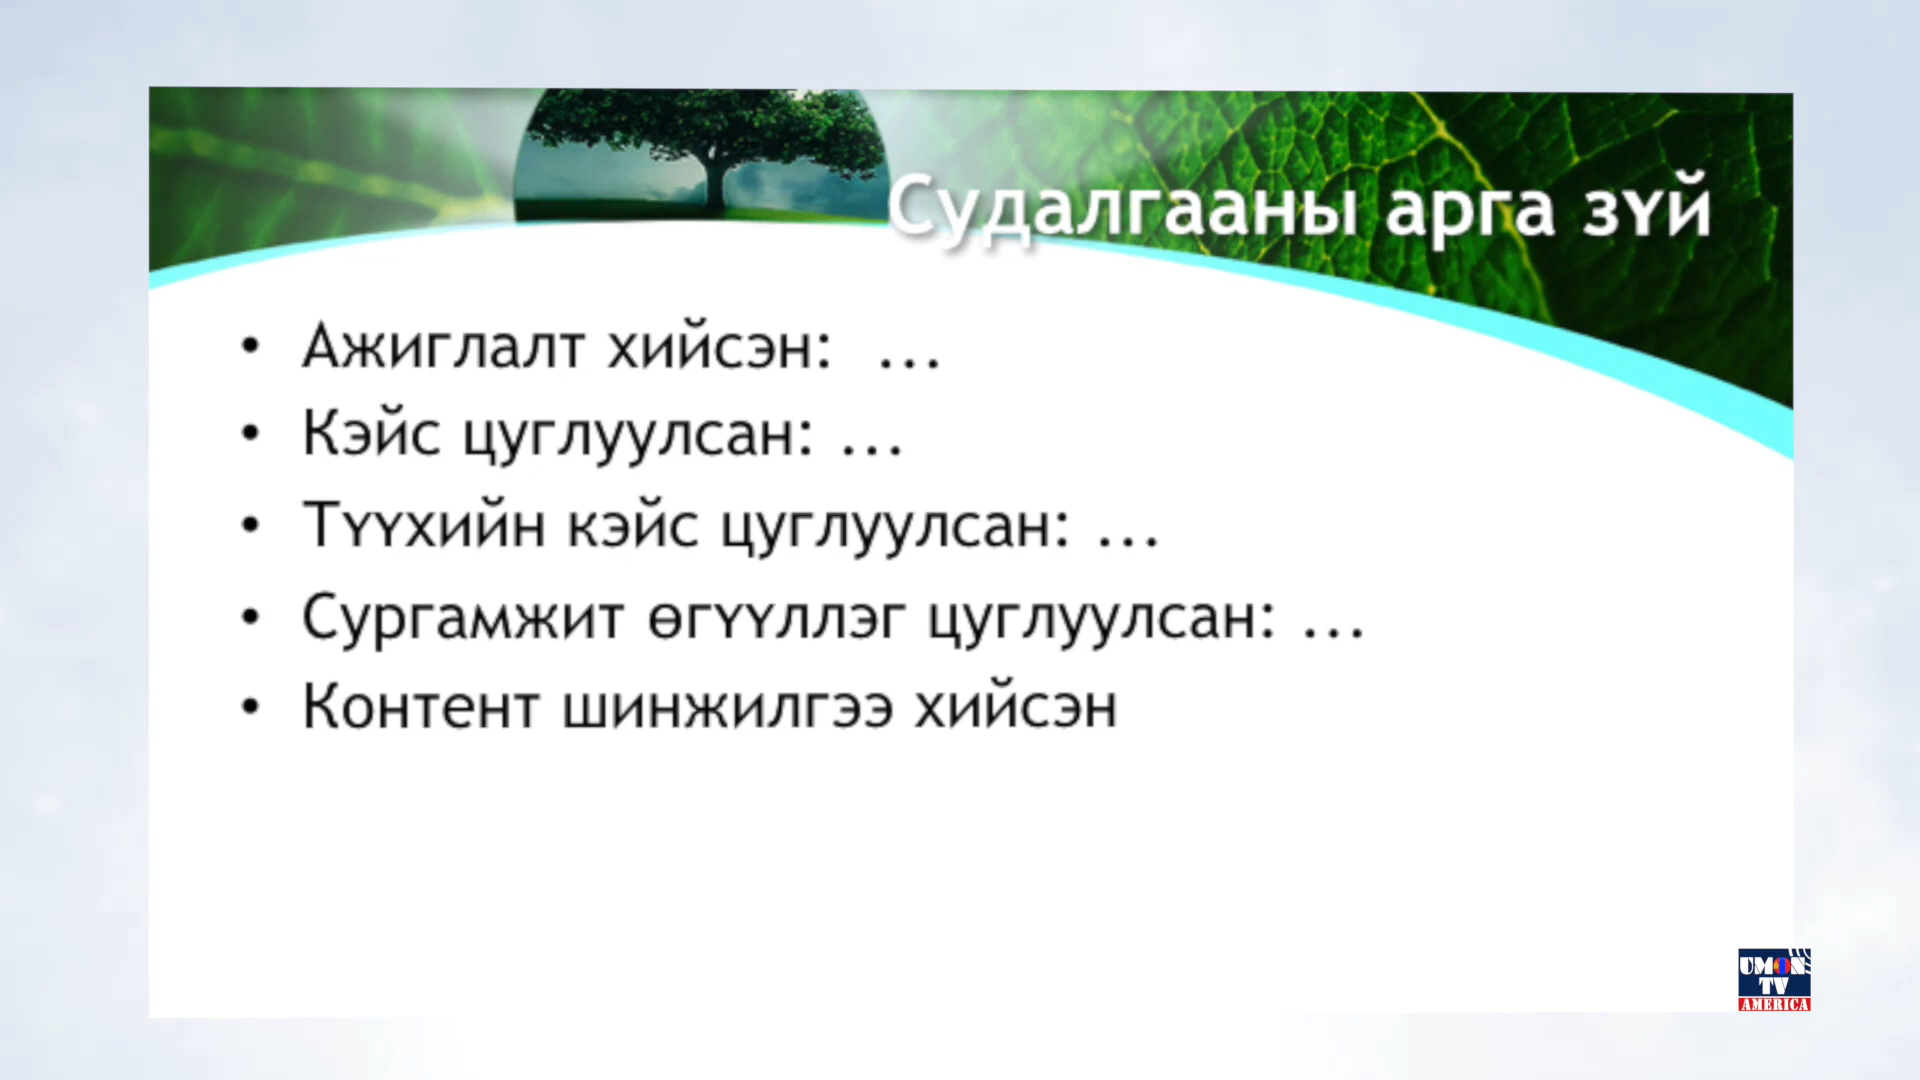 Судалгааны арга зүй
• Ажиглалт хийсэн: ...
• Кэйс цуглуулсан: ...
• Түүхийн кэйс цуглуулсан: ...
• Сургамжит өгүүллэг цуглуулсан: ...
• Контент шинжилгээ хийсэн
UMON
TV
AMERICA